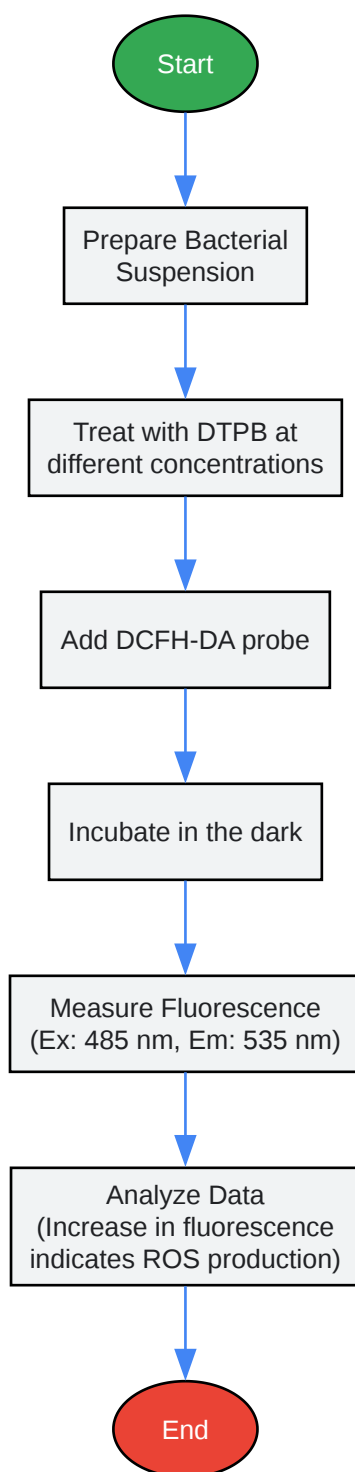 Start
Prepare Bacterial
Suspension
Treat with DTPB at
different concentrations
Add DCFH-DA probe
Incubate in the dark
Measure Fluorescence
(Ex: 485 nm, Em: 535 nm)
Analyze Data
(Increase in fluorescence
indicates ROS production)
End